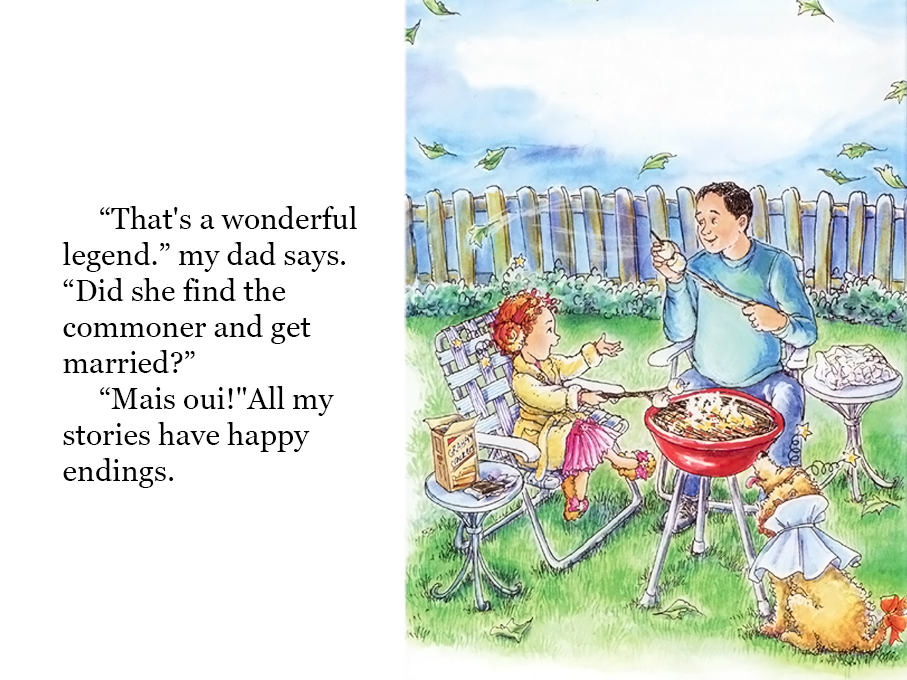 “That's a wonderful
legend.” my dad says.
“Did she find the
commoner and get
married?”
“Mais oui!"All my
stories have happy
endings.
GRAHAM